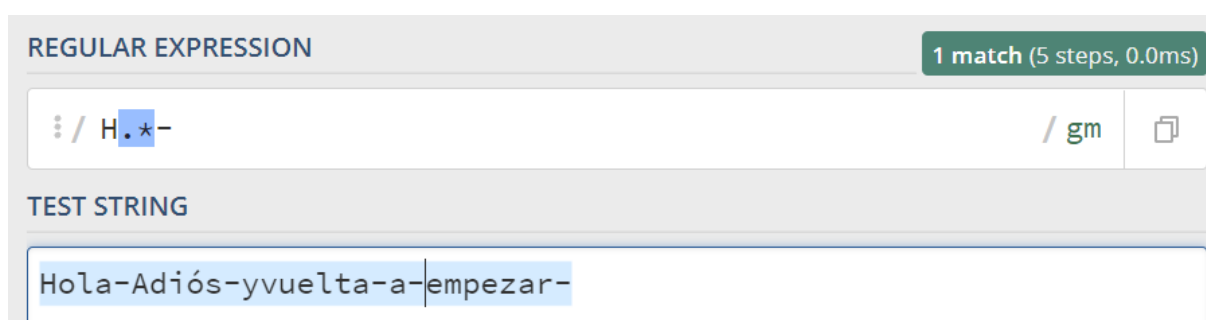 REGULAR EXPRESSION
1 match (5 steps, 0.0ms)
/ H.*- / gm
TEST STRING
Hola-Adiós-yvuelta-a-empezar-